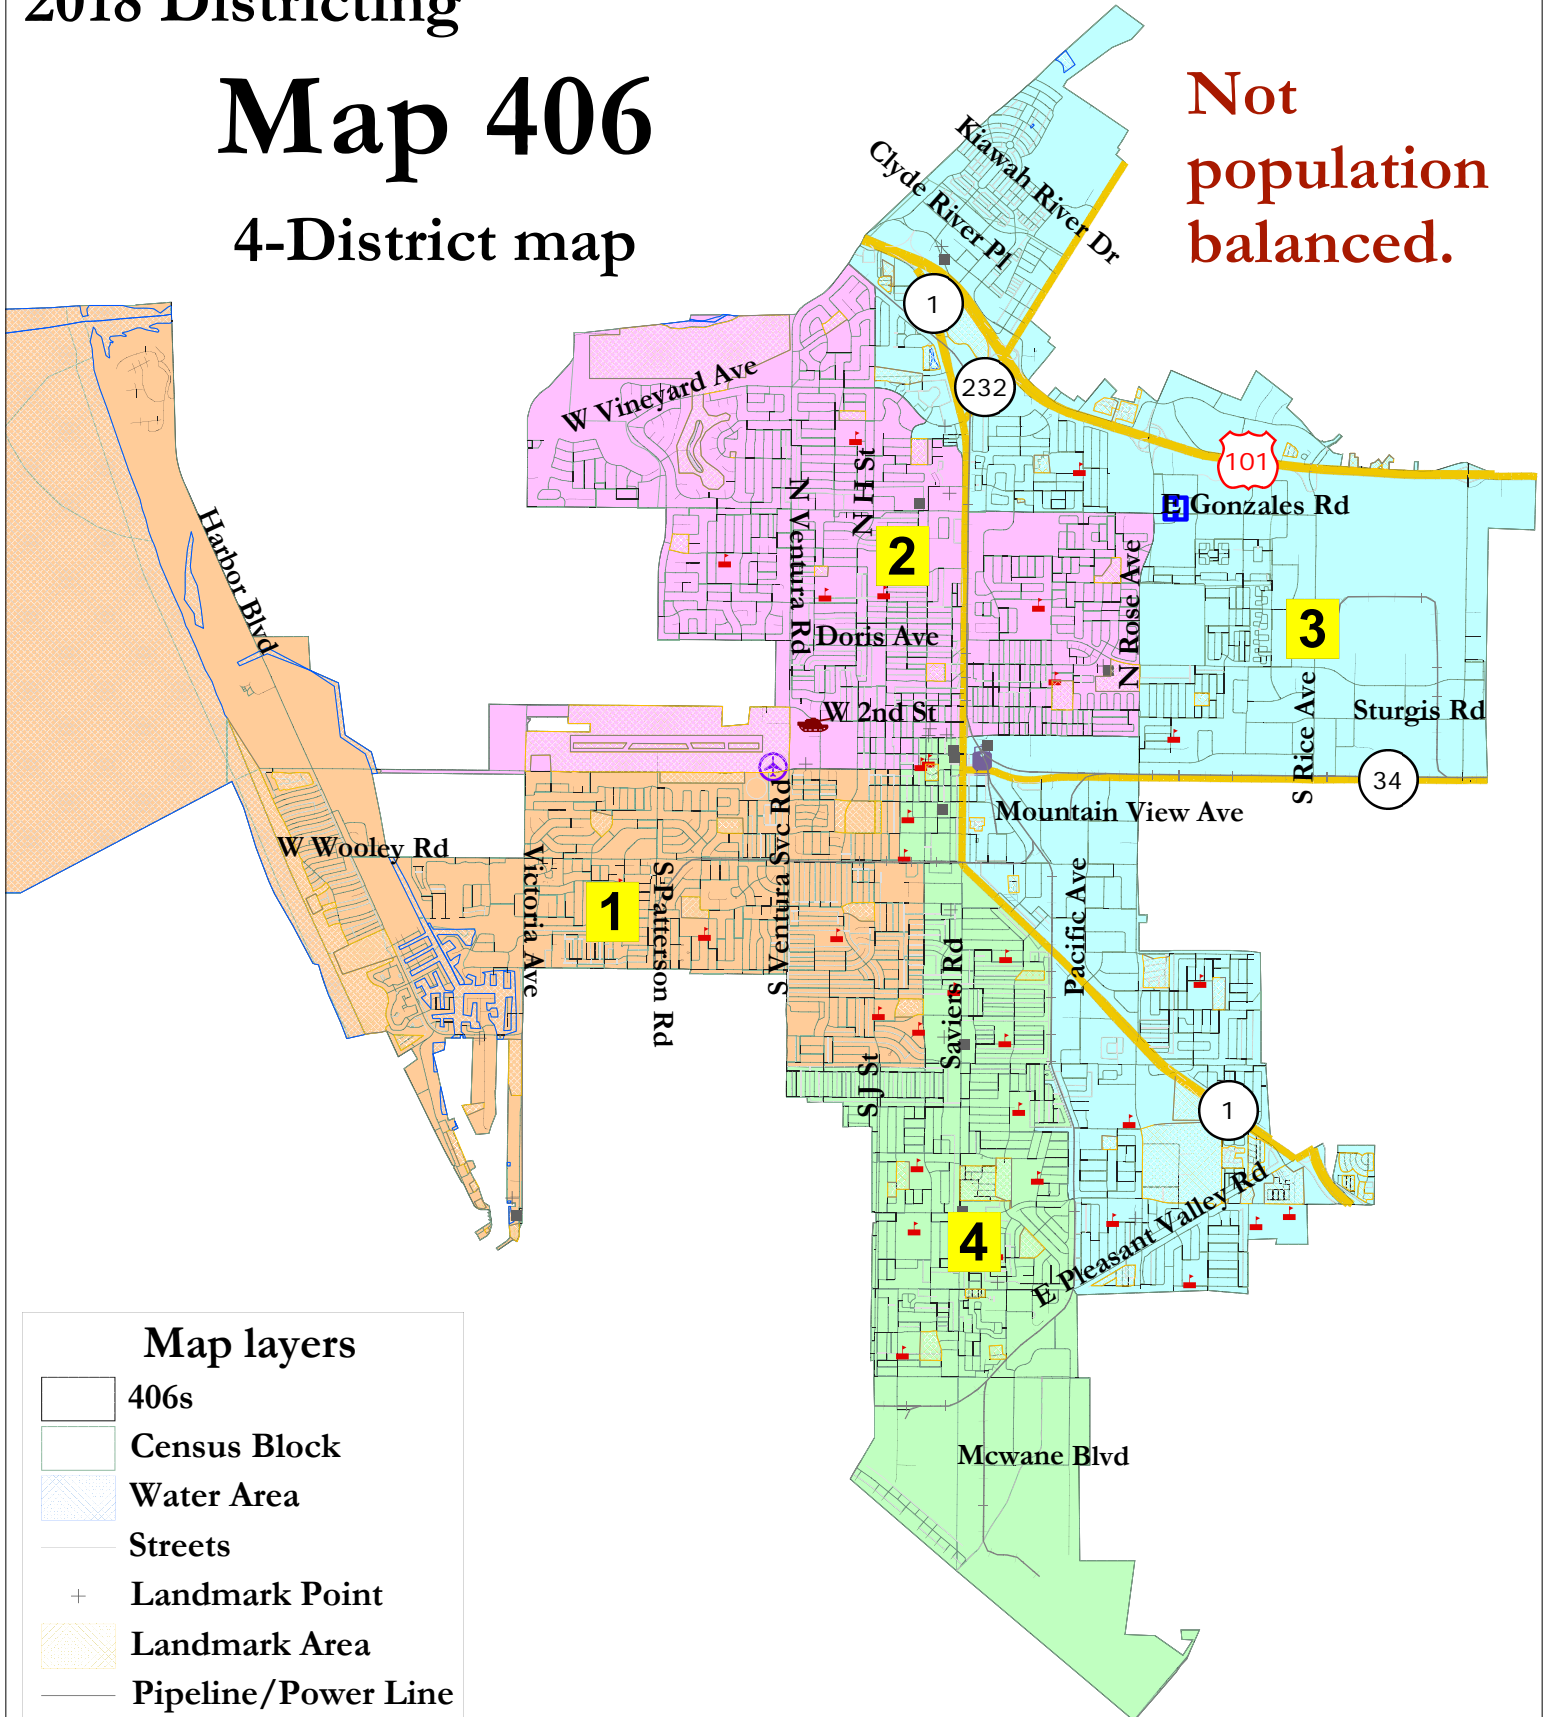 2018 Districting
Map 406
4-District map
Not
population
balanced.
Kiawah River Dr
Clyde River Pl
1
232
W Vineyard Ave
N H St
101
E Gonzales Rd
H
N Ventura Rd
2
Harbor Blvd
N Rose Ave
3
Doris Ave
W 2nd St
S Rice Ave
Sturgis Rd
34
Mountain View Ave
W Wooley Rd
Victoria Ave
1
S Patterson Rd
S Ventura Svc Rd
Saviers Rd
Pacific Ave
S J St
1
4
E Pleasant Valley Rd
Mcwane Blvd
Map layers
406s
Census Block
Water Area
Streets
Landmark Point
Landmark Area
Pipeline/Power Line